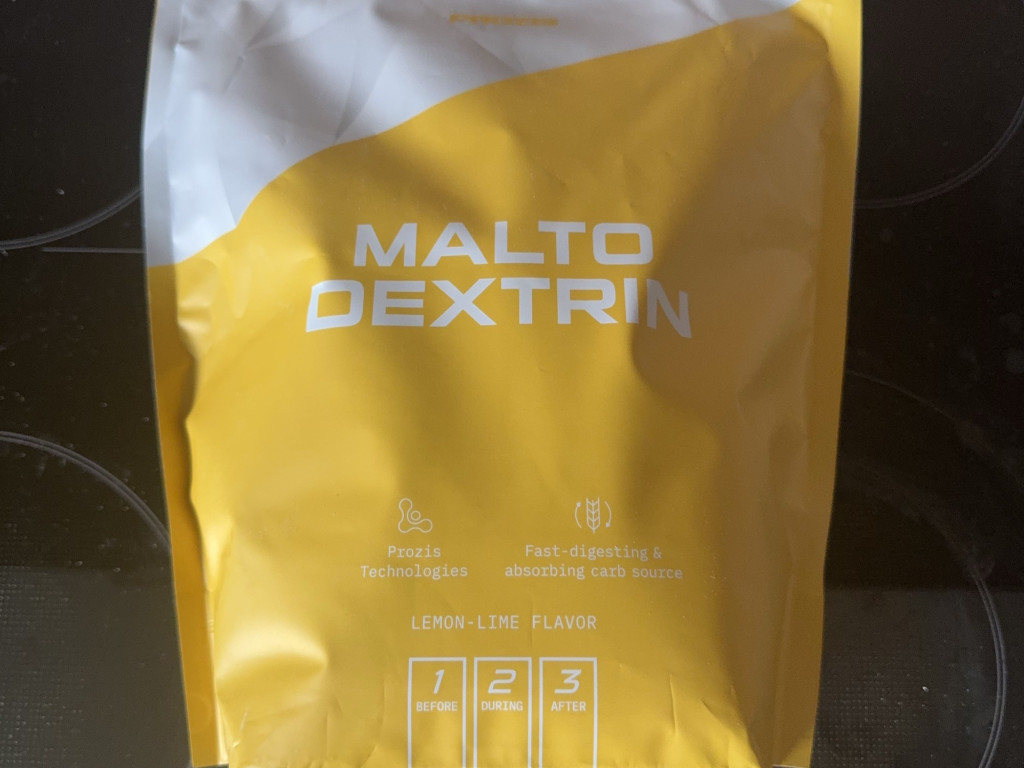 MALTO
DEXTRIN
Prozis
Technologies
Fast-digesting &
absorbing carb source
LEMON-LIME FLAVOR
1
BEFORE
2
DURING
3
AFTER